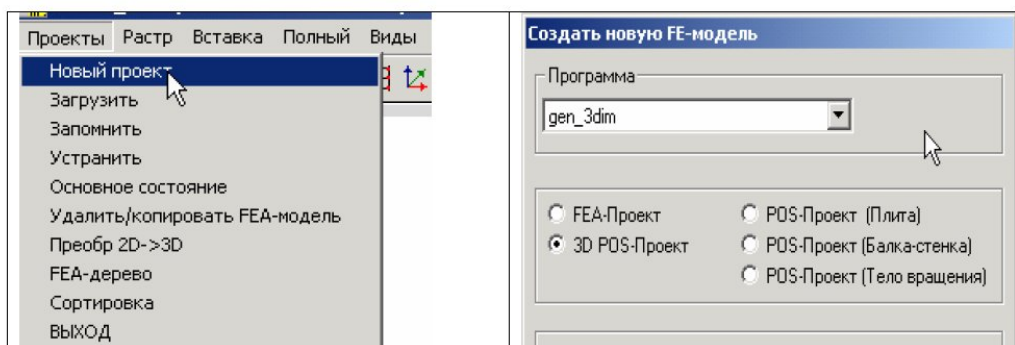 Проекты Растр Вставка Полный Виды
Новый проект
Загрузить
Запомнить
Устранить
Основное состояние
Удалить/копировать FEA-модель
Преобр 2D->3D
FEA-дерево
Сортировка
ВЫХОД
Создать новую FE-модель
Программа
gen_3dim
FEA-Проект
POS-Проект (Плита)
3D POS-Проект
POS-Проект (Балка-стенка)
POS-Проект (Тело вращения)